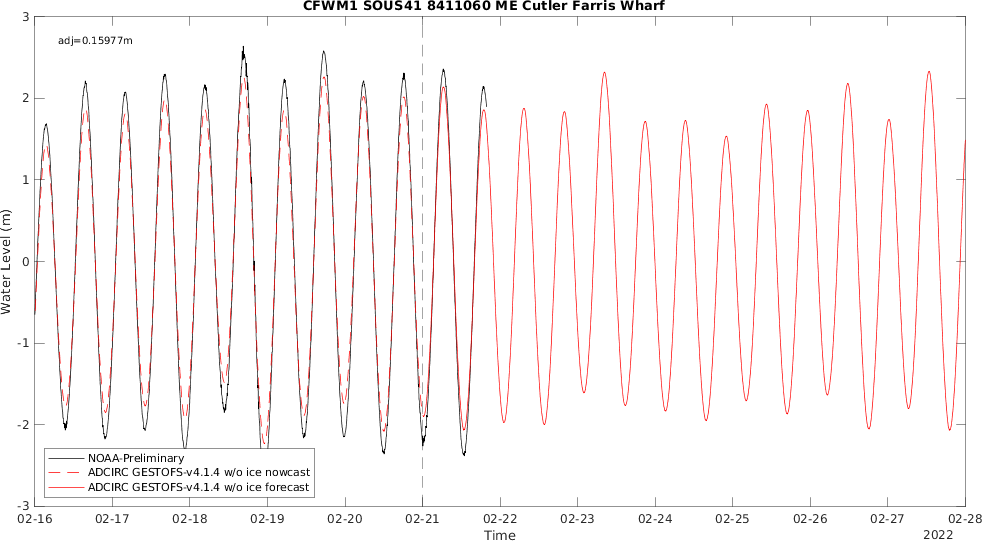 CFWM1 SOUS41 8411060 ME Cutler Farris Wharf
adj=0.15977m
3
2
1
0
-1
-2
-3
Water Level (m)
NOAA-Preliminary
ADCIRC GESTOFS-v4.1.4 w/o ice nowcast
ADCIRC GESTOFS-v4.1.4 w/o ice forecast
02-16 02-17 02-18 02-19 02-20 02-21 02-22 02-23 02-24 02-25 02-26 02-27 02-28
Time
2022